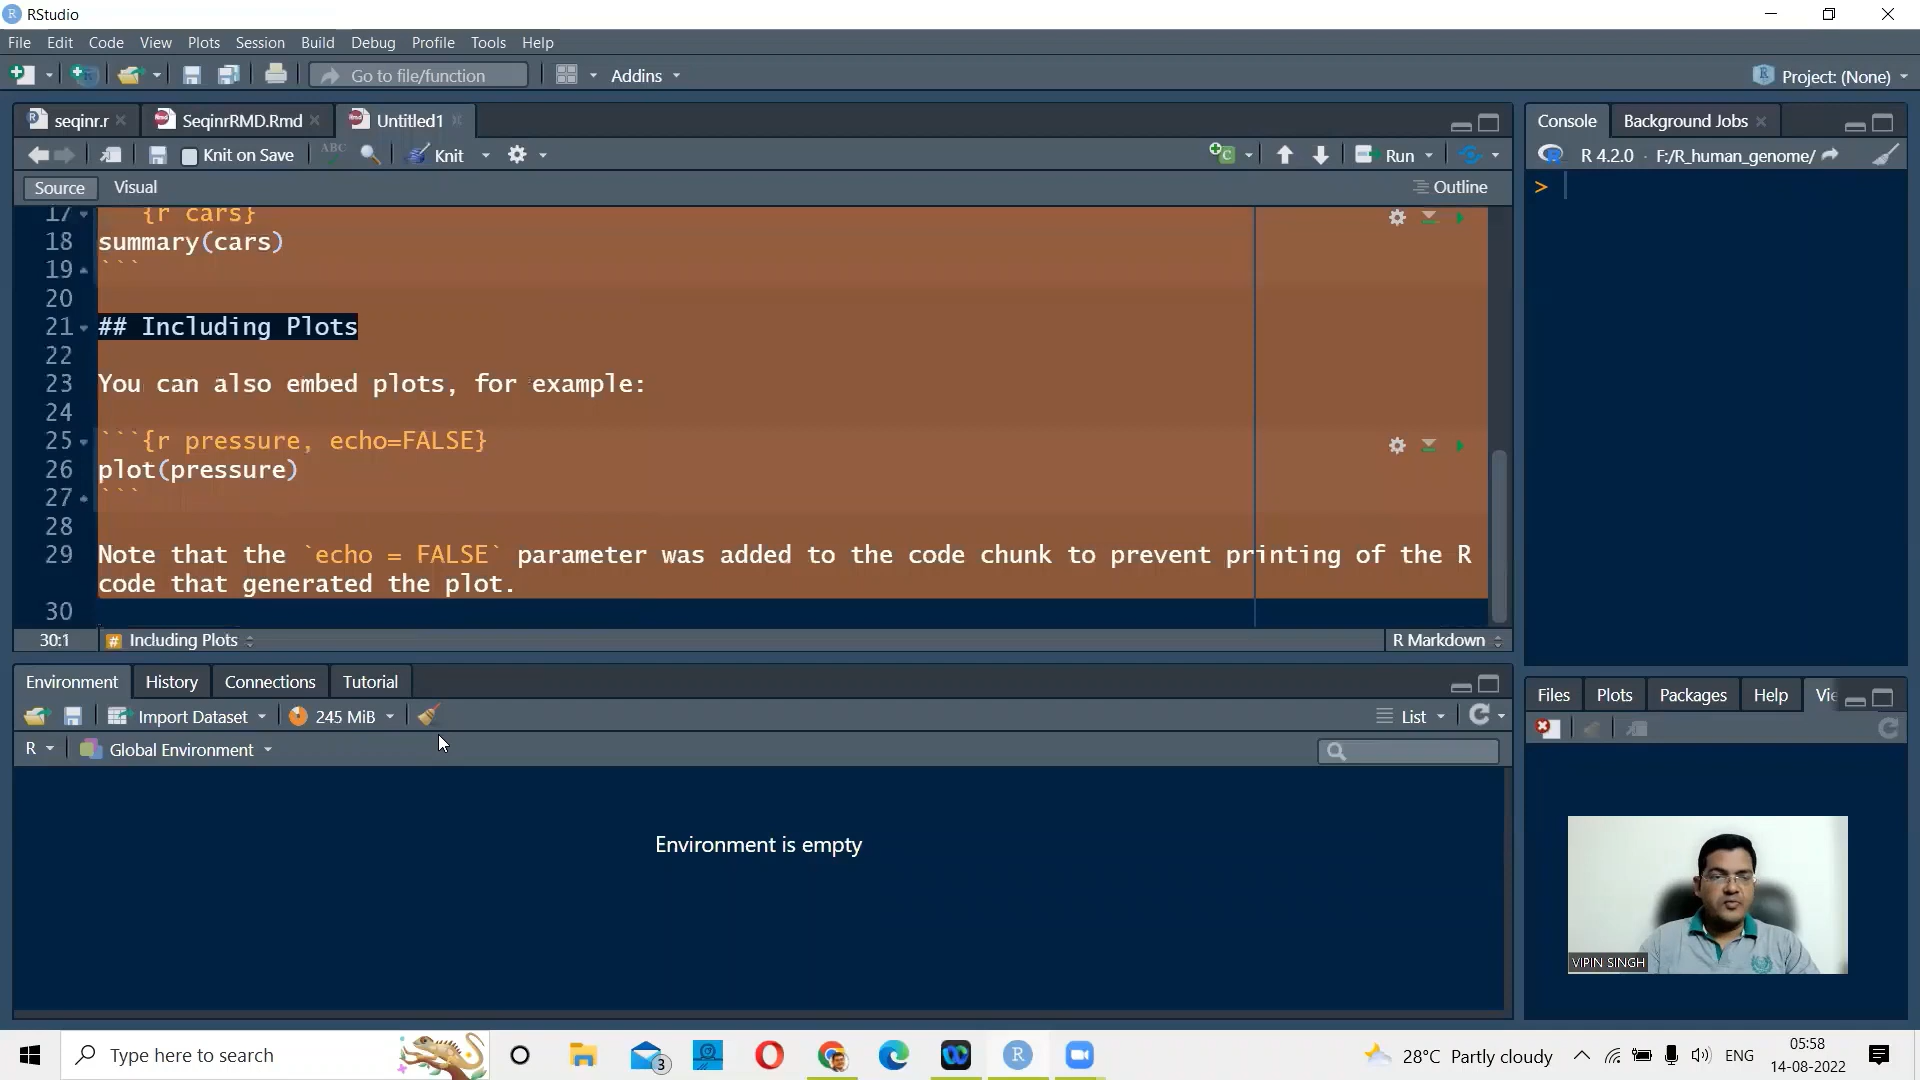 RStudio
File Edit Code View Plots Session Build Debug Profile Tools Help
Go to file/function Addins Project: (None)
seqinr.r SeqinrRMD.Rmd Untitled1
Knit on Save ABC Knit Run
Source Visual Outline
17 {r cars}
18 summary(cars)
19 ```
20
21 ## Including Plots
22
23 You can also embed plots, for example:
24
25 ```{r pressure, echo=FALSE}
26 plot(pressure)
27 ```
28
29 Note that the `echo = FALSE` parameter was added to the code chunk to prevent printing of the R
code that generated the plot.
30
30:1 # Including Plots R Markdown
Console Background Jobs
R 4.2.0 · F:/R_human_genome/
>
Environment History Connections Tutorial
Import Dataset 245 MiB List
R Global Environment
Environment is empty
Files Plots Packages Help Vie
VIPIN SINGH
Type here to search
3
28°C Partly cloudy ENG
05:58
14-08-2022